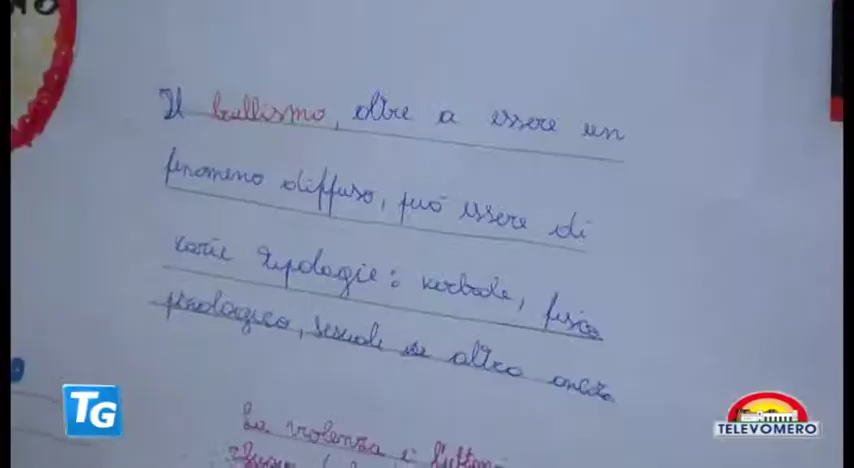 Il bullismo, oltre a essere un
fenomeno diffuso, può essere di
varie tipologie: verbale, fisico
psicologico, sessuale e altro ancora
La violenza è l'ultimo
TG
TELEVOMERO